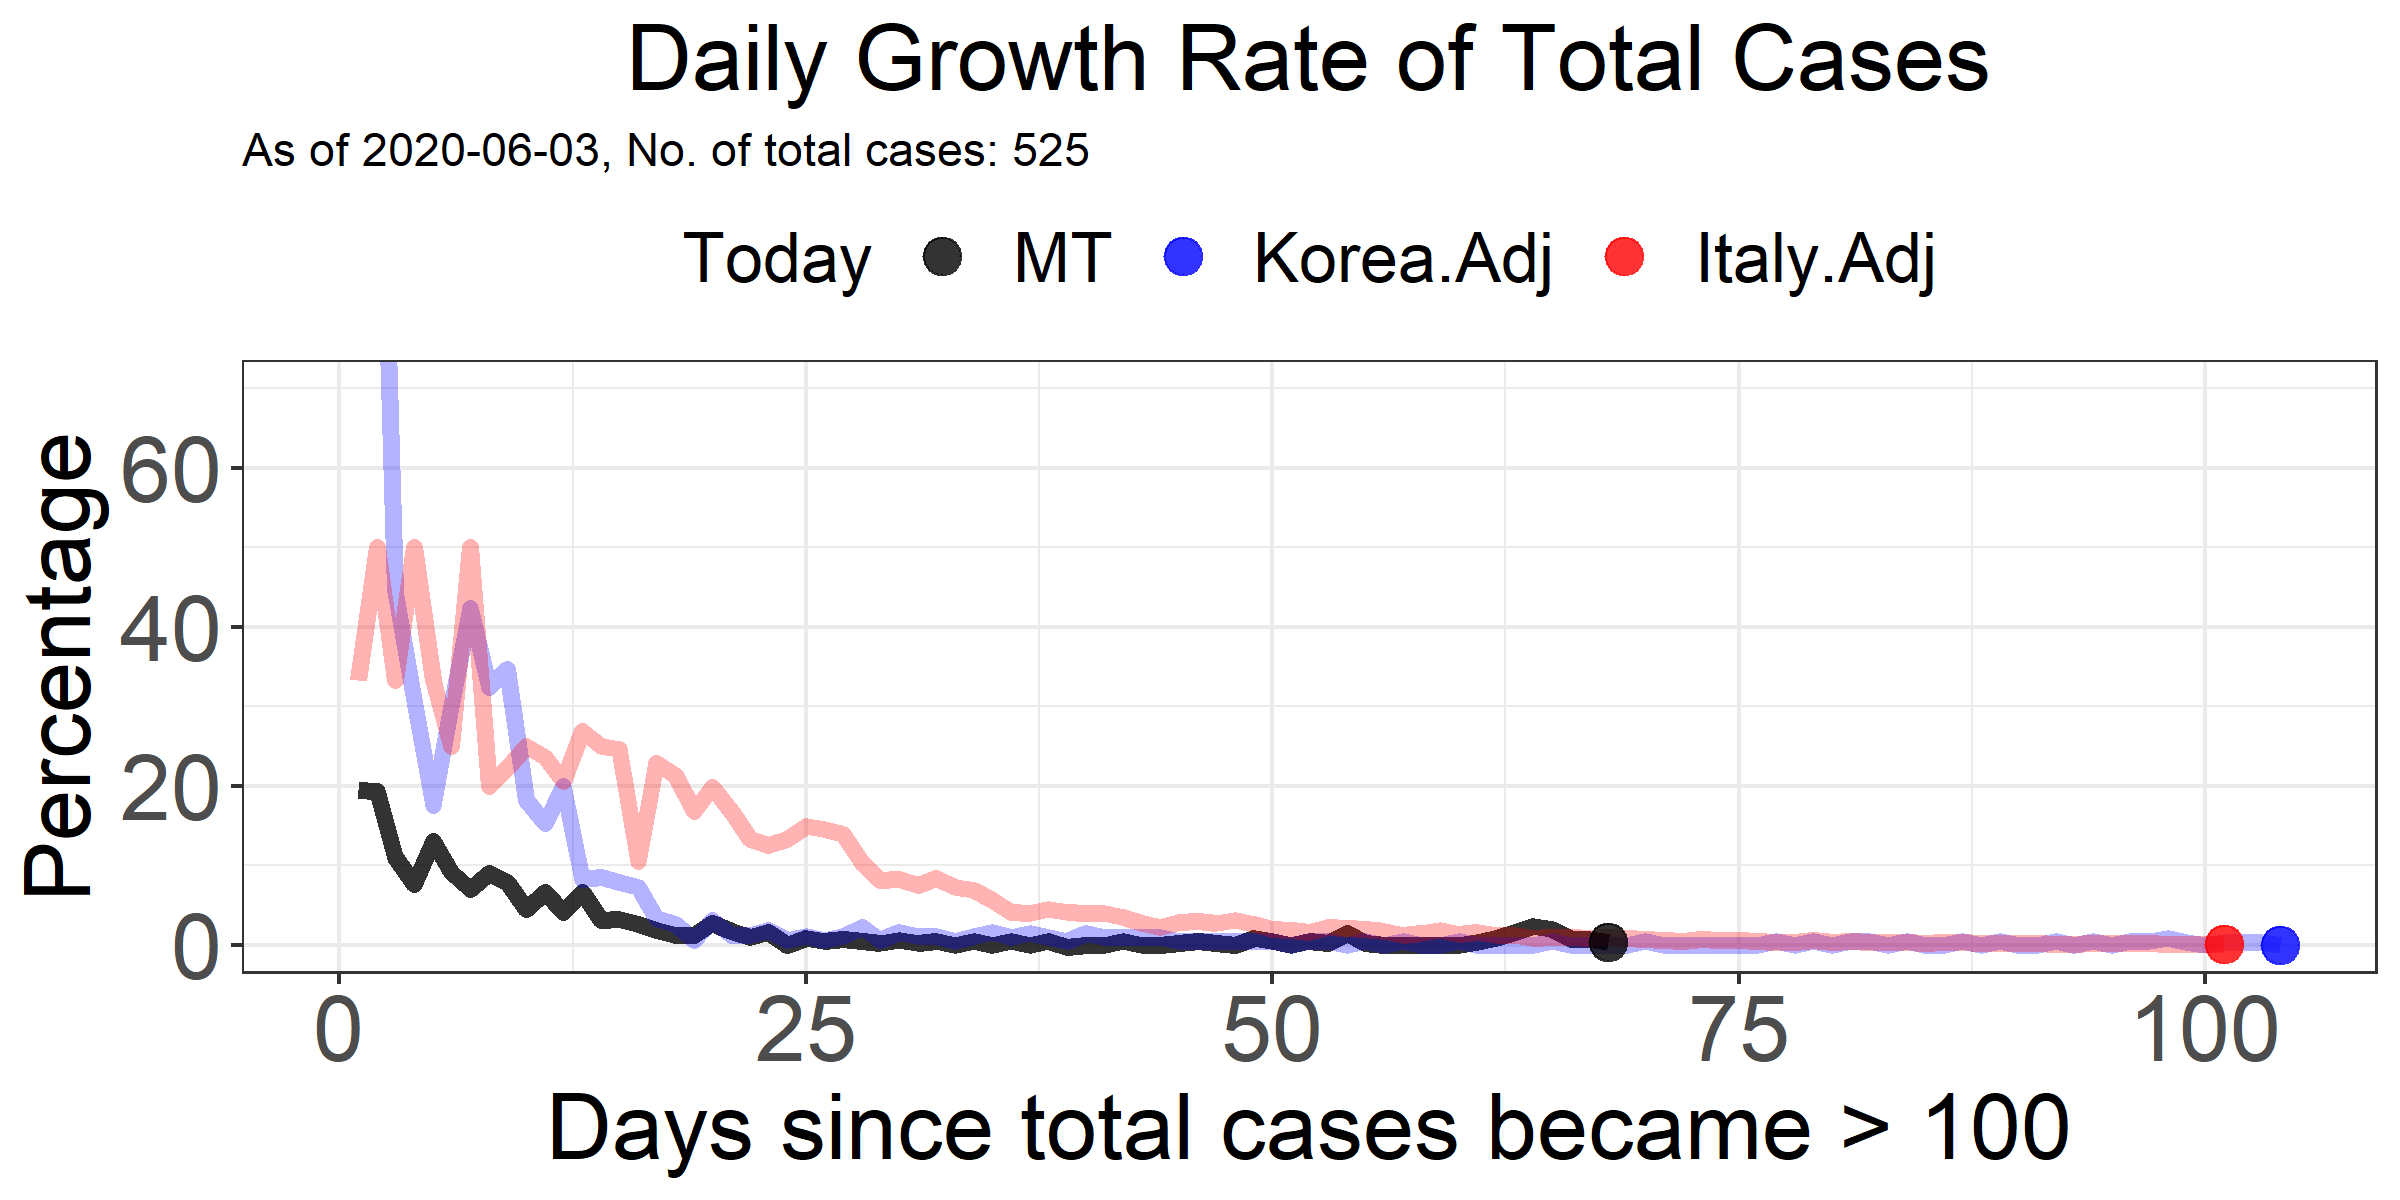 Daily Growth Rate of Total Cases
As of 2020-06-03, No. of total cases: 525
Today MT Korea.Adj Italy.Adj
Percentage
60
40
20
0
0 25 50 75 100
Days since total cases became > 100